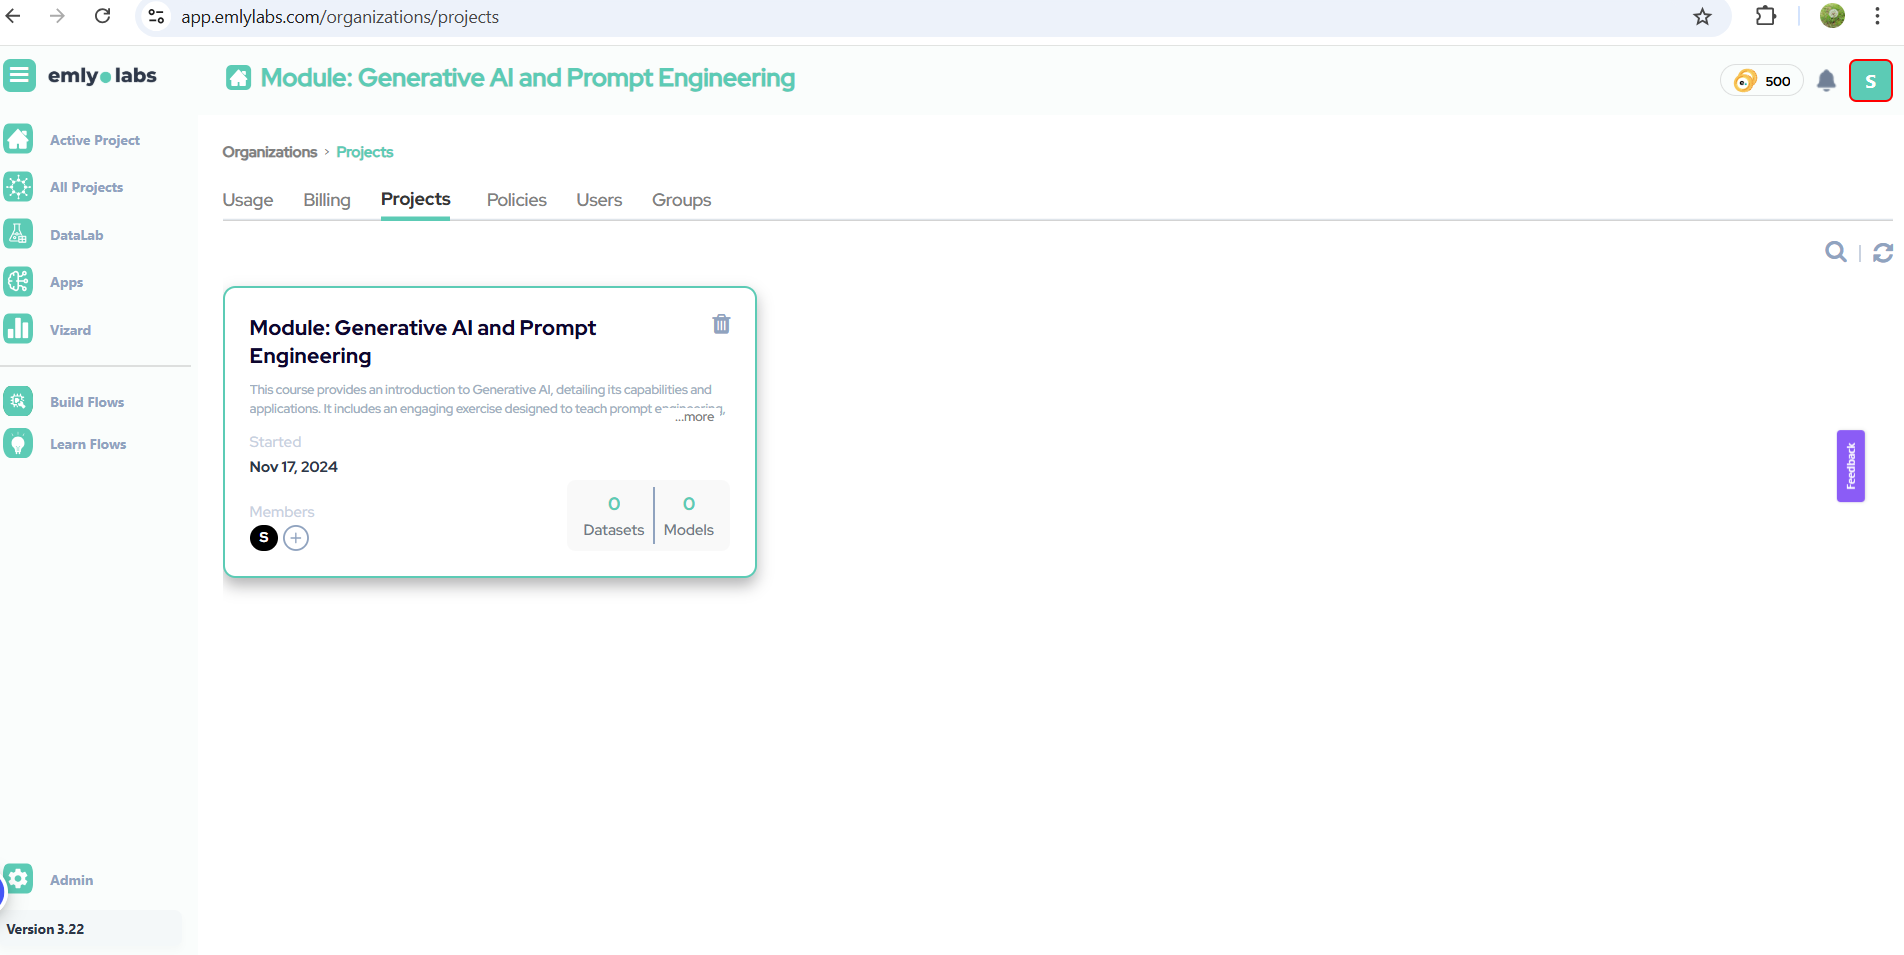 app.emlylabs.com/organizations/projects
emly labs
Module: Generative AI and Prompt Engineering
500
S
Active Project
All Projects
DataLab
Apps
Vizard
Build Flows
Learn Flows
Admin
Version 3.22
Organizations > Projects
Usage Billing Projects Policies Users Groups
Module: Generative AI and Prompt
Engineering
This course provides an introduction to Generative AI, detailing its capabilities and
applications. It includes an engaging exercise designed to teach prompt engineering,
...more
Started
Nov 17, 2024
Members
S
0 0
Datasets Models
Feedback